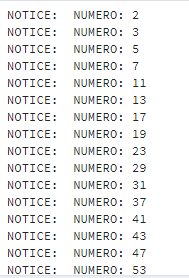 NOTICE:  NUMERO: 2
NOTICE:  NUMERO: 3
NOTICE:  NUMERO: 5
NOTICE:  NUMERO: 7
NOTICE:  NUMERO: 11
NOTICE:  NUMERO: 13
NOTICE:  NUMERO: 17
NOTICE:  NUMERO: 19
NOTICE:  NUMERO: 23
NOTICE:  NUMERO: 29
NOTICE:  NUMERO: 31
NOTICE:  NUMERO: 37
NOTICE:  NUMERO: 41
NOTICE:  NUMERO: 43
NOTICE:  NUMERO: 47
NOTICE:  NUMERO: 53